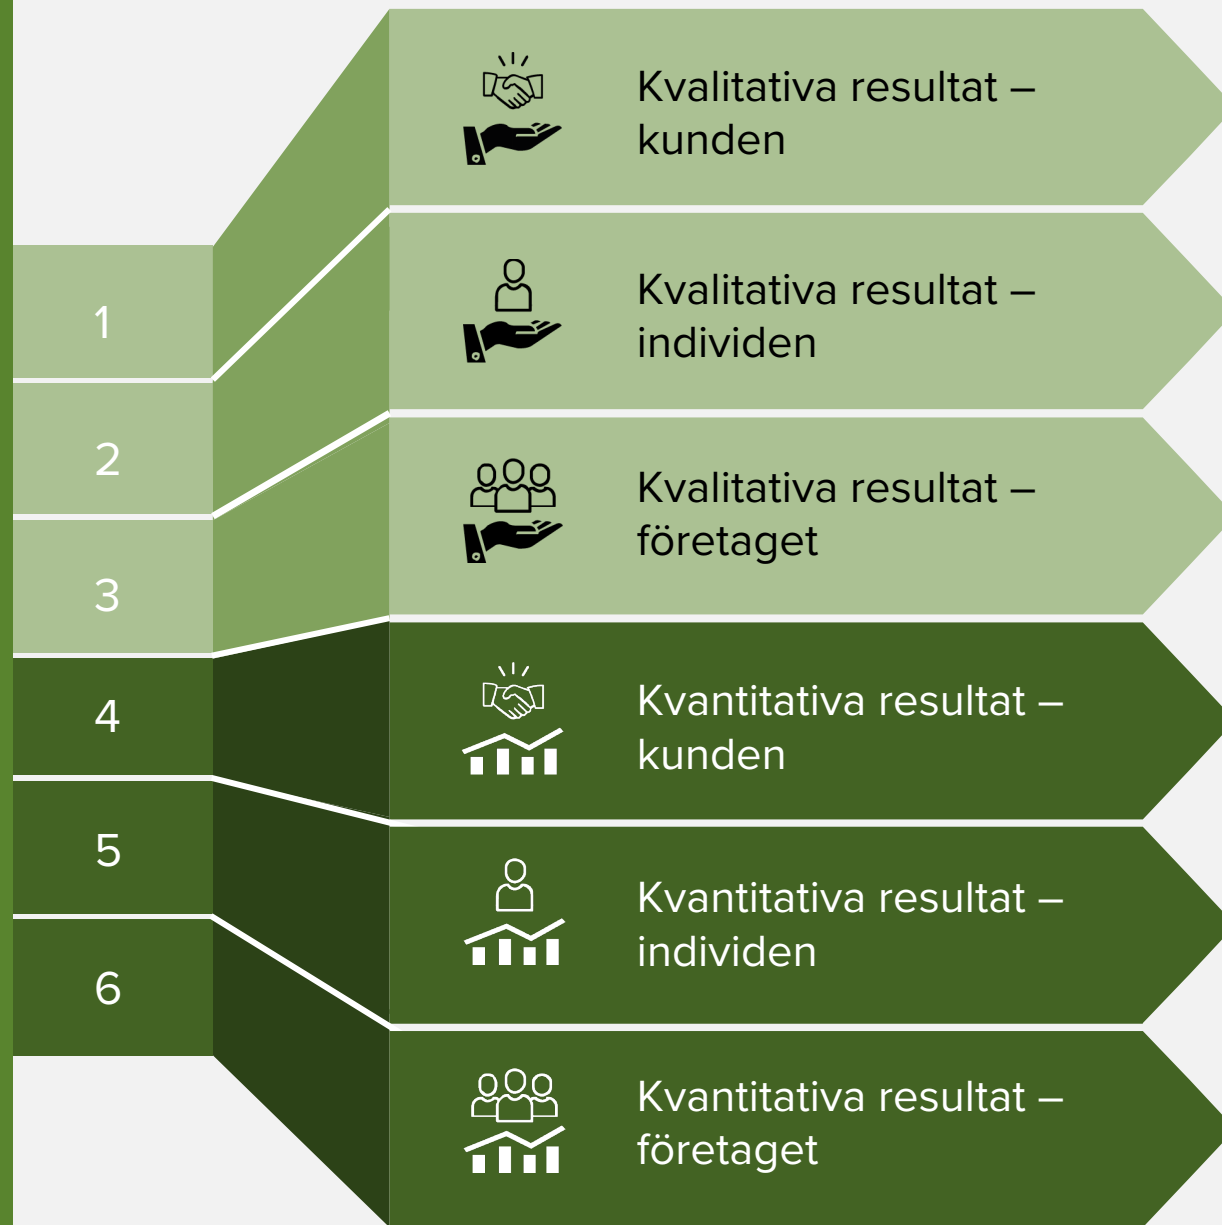 1
Kvalitativa resultat –
kunden
2
Kvalitativa resultat –
individen
3
Kvalitativa resultat –
företaget
4
Kvantitativa resultat –
kunden
5
Kvantitativa resultat –
individen
6
Kvantitativa resultat –
företaget